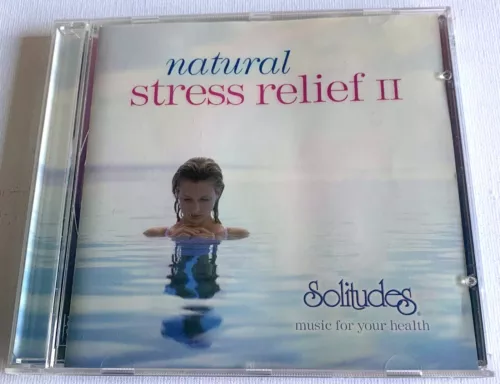 natural
stress relief II
Solitudes®
music for your health